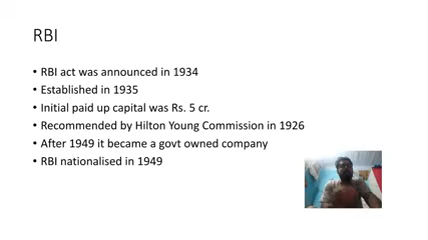 RBI
• RBI act was announced in 1934
• Established in 1935
• Initial paid up capital was Rs. 5 cr.
• Recommended by Hilton Young Commission in 1926
• After 1949 it became a govt owned company
• RBI nationalised in 1949